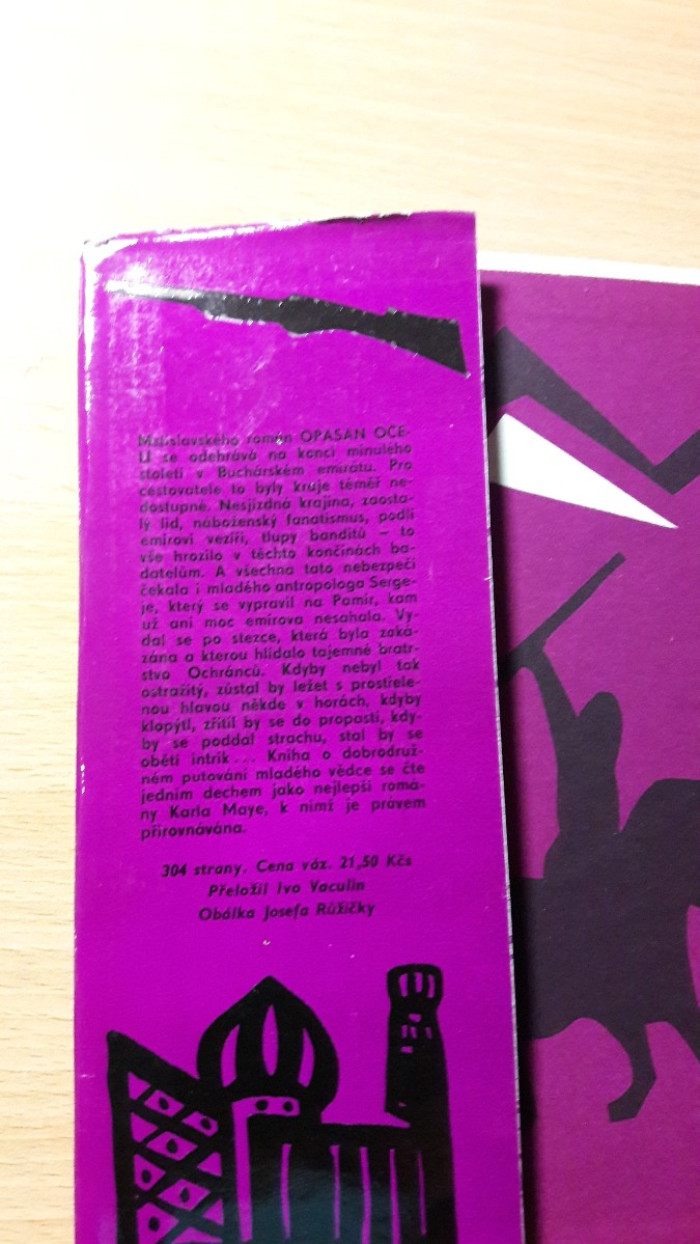 Mstislavského román OPASÁN OCE-
LÍ se odehrává na konci minulého
století v Bucharském emirátu. Pro
cestovatele to byly kraje téměř ne-
dostupné. Nesjízdná krajina, zaosta-
lý lid, náboženský fanatismus, podlí
emírovi vezíři, tlupy banditů – to
vše hrozilo v těchto končinách ba-
datelům. A všechna tato nebezpečí
čekala i mladého antropologa Serge-
je, který se vypravil na Pamír, kam
už ani moc emírova nesahala. Vy-
dal se po stezce, která byla zaká-
zána a kterou hlídalo tajemné bratr-
stvo Ochránců. Kdyby nebyl tak
ostražitý, zůstal by ležet s prostřele-
nou hlavou někde v horách, kdyby
klopýtl, zřítil by se do propasti, kdy-
by se poddal strachu, stal by se
obětí intrik... Kniha o dobrodruž-
ném putování mladého vědce se čte
jedním dechem jako nejlepší romá-
ny Karla Maye, k nimž je právem
přirovnávána.
304 strany. Cena váz. 21,50 Kčs
Přeložil Ivo Vaculín
Obálka Josefa Růžičky